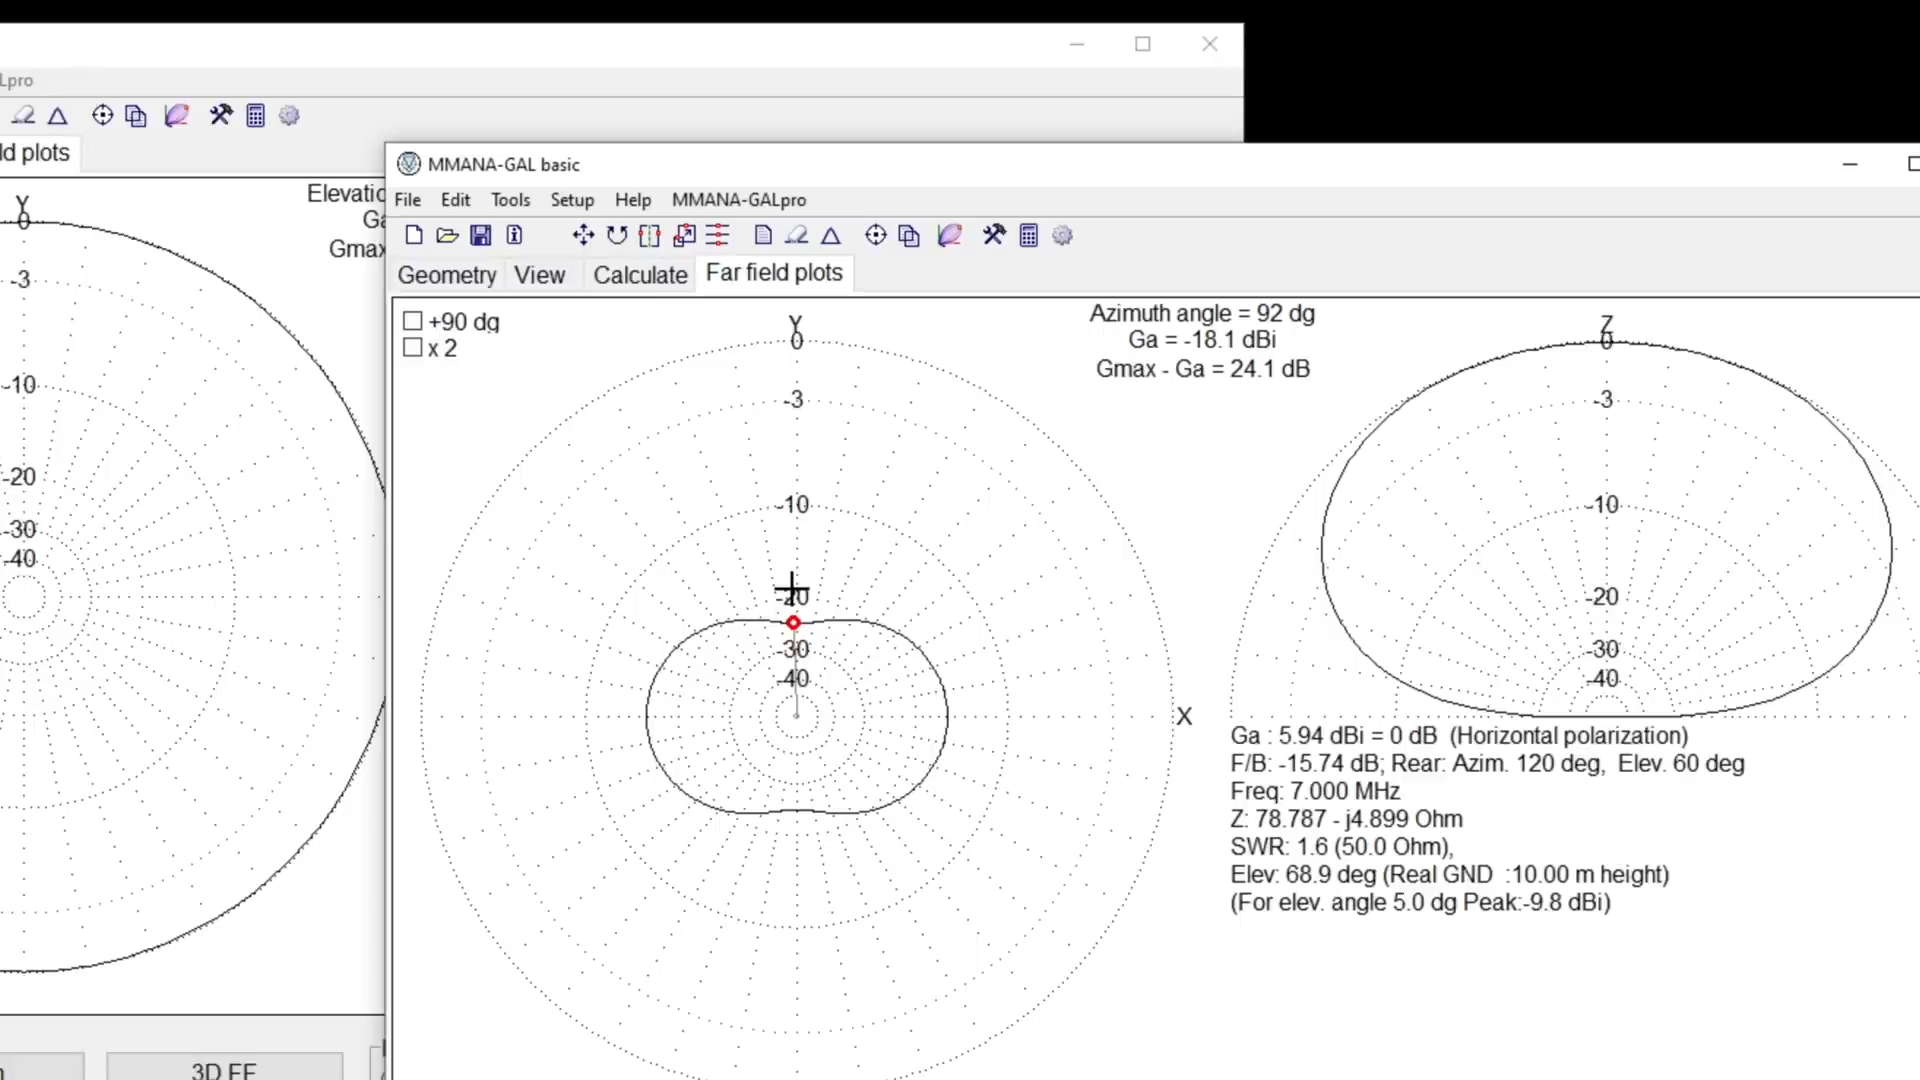 Lpro
ld plots
Y
0
-3
-10
-20
-30
-40
Elevatio
Ga
Gmax
3D FF
MMANA-GAL basic
File Edit Tools Setup Help MMANA-GALpro
Geometry View Calculate Far field plots
+90 dg
x 2
Y
0
-3
-10
-20
-30
-40
X
Azimuth angle = 92 dg
Ga = -18.1 dBi
Gmax - Ga = 24.1 dB
Z
0
-3
-10
-20
-30
-40
Ga : 5.94 dBi = 0 dB (Horizontal polarization)
F/B: -15.74 dB; Rear: Azim. 120 deg, Elev. 60 deg
Freq: 7.000 MHz
Z: 78.787 - j4.899 Ohm
SWR: 1.6 (50.0 Ohm),
Elev: 68.9 deg (Real GND :10.00 m height)
(For elev. angle 5.0 dg Peak:-9.8 dBi)